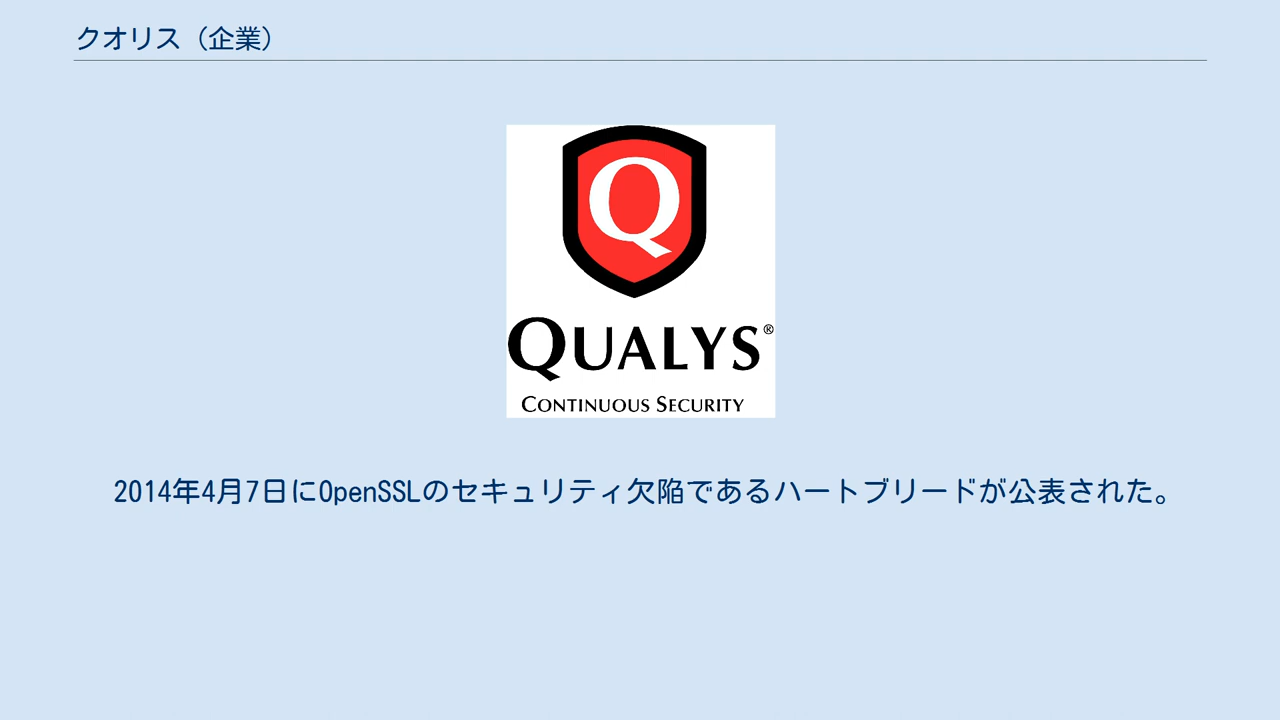 クオリス（企業）
Q
QUALYS®
CONTINUOUS SECURITY
2014年4月7日にOpenSSLのセキュリティ欠陥であるハートブリードが公表された。